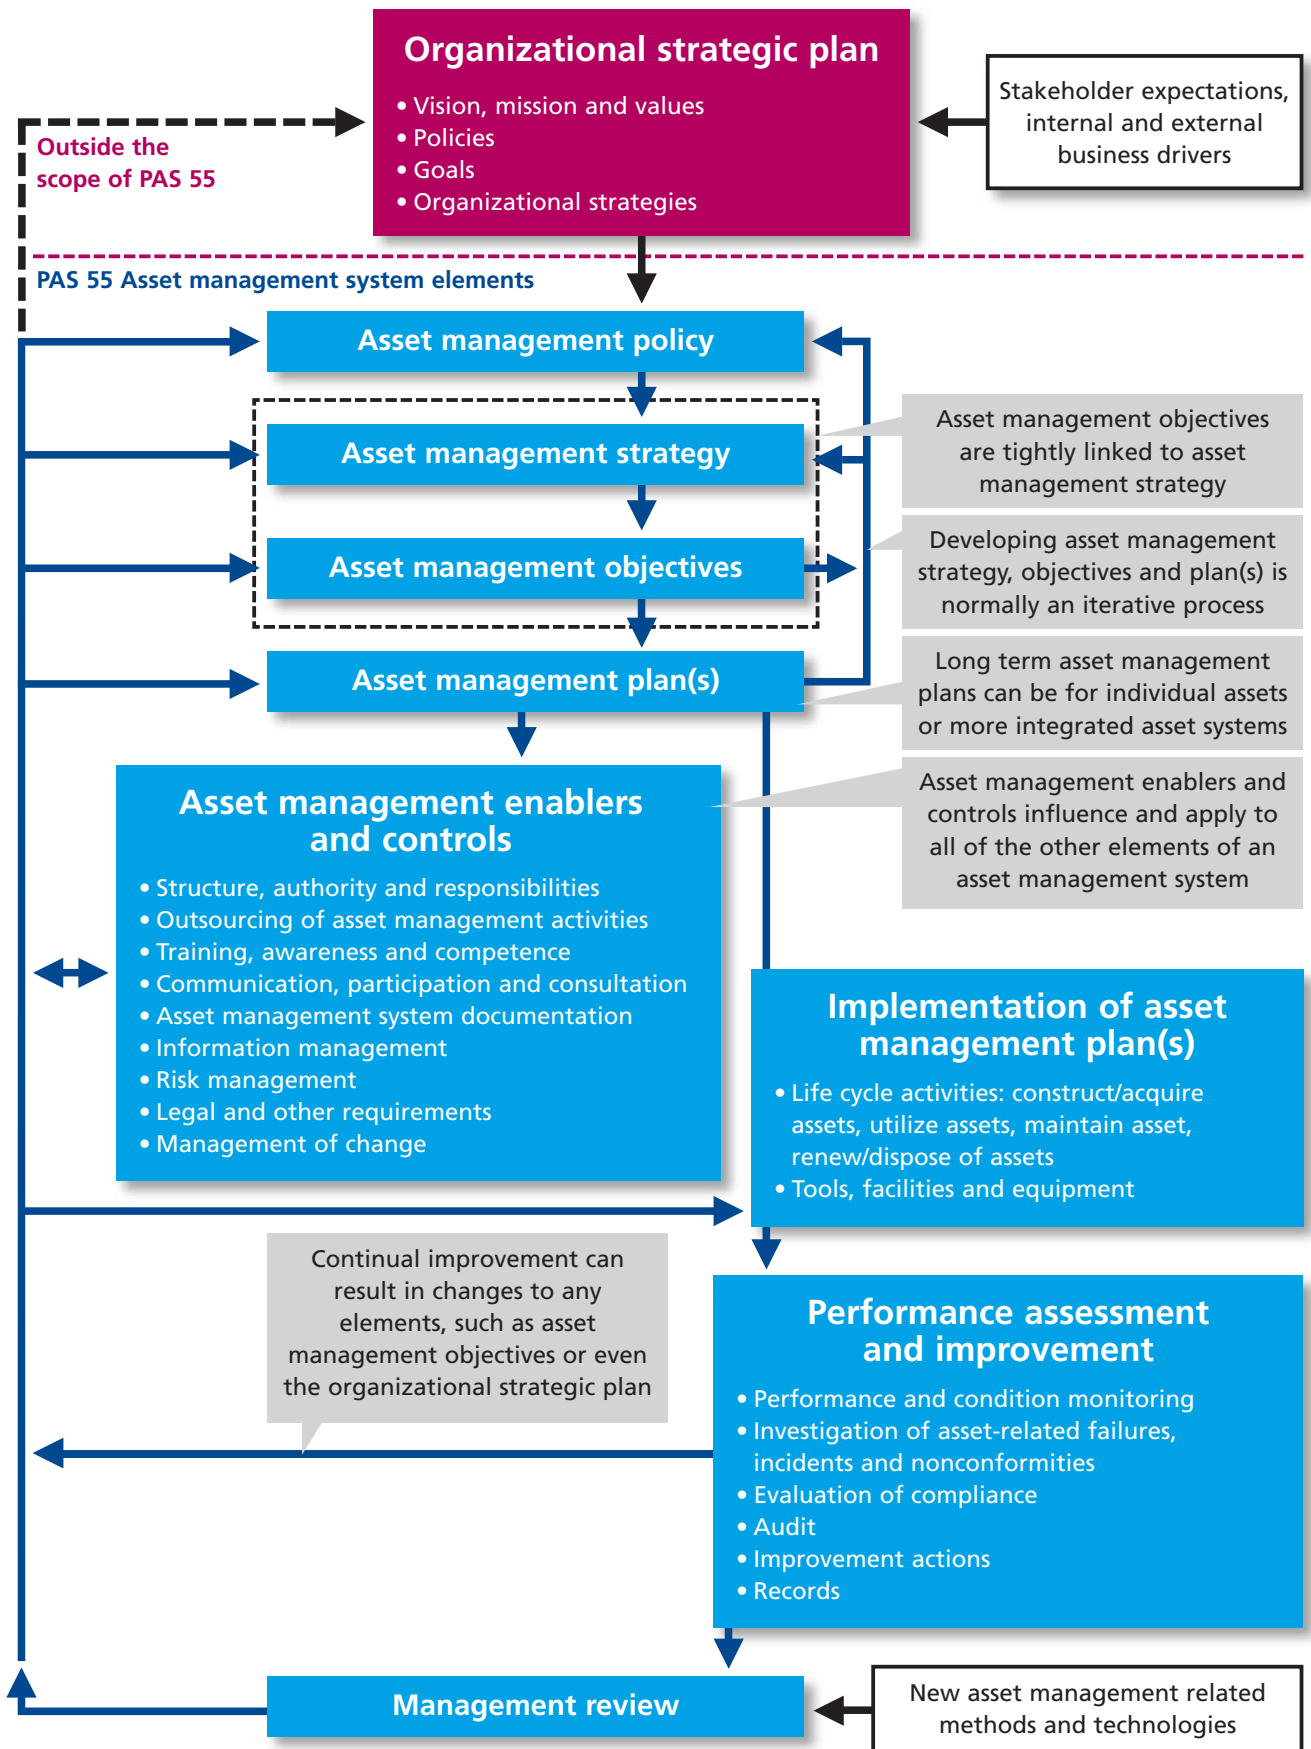 Organizational strategic plan
• Vision, mission and values
• Policies
• Goals
• Organizational strategies
Stakeholder expectations,
internal and external
business drivers
Outside the
scope of PAS 55
PAS 55 Asset management system elements
Asset management policy
Asset management strategy
Asset management objectives
are tightly linked to asset
management strategy
Asset management objectives
Developing asset management
strategy, objectives and plan(s) is
normally an iterative process
Asset management plan(s)
Long term asset management
plans can be for individual assets
or more integrated asset systems
Asset management enablers
and controls
• Structure, authority and responsibilities
• Outsourcing of asset management activities
• Training, awareness and competence
• Communication, participation and consultation
• Asset management system documentation
• Information management
• Risk management
• Legal and other requirements
• Management of change
Asset management enablers and
controls influence and apply to
all of the other elements of an
asset management system
Implementation of asset
management plan(s)
• Life cycle activities: construct/acquire
assets, utilize assets, maintain asset,
renew/dispose of assets
• Tools, facilities and equipment
Continual improvement can
result in changes to any
elements, such as asset
management objectives or even
the organizational strategic plan
Performance assessment
and improvement
• Performance and condition monitoring
• Investigation of asset-related failures,
incidents and nonconformities
• Evaluation of compliance
• Audit
• Improvement actions
• Records
Management review
New asset management related
methods and technologies